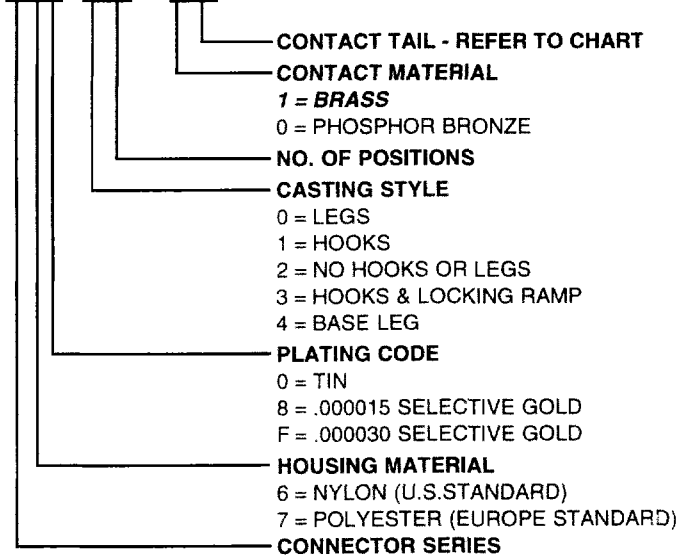 CONTACT TAIL - REFER TO CHART
CONTACT MATERIAL
1 = BRASS
0 = PHOSPHOR BRONZE
NO. OF POSITIONS
CASTING STYLE
0 = LEGS
1 = HOOKS
2 = NO HOOKS OR LEGS
3 = HOOKS & LOCKING RAMP
4 = BASE LEG
PLATING CODE
0 = TIN
8 = .000015 SELECTIVE GOLD
F = .000030 SELECTIVE GOLD
HOUSING MATERIAL
6 = NYLON (U.S.STANDARD)
7 = POLYESTER (EUROPE STANDARD)
CONNECTOR SERIES